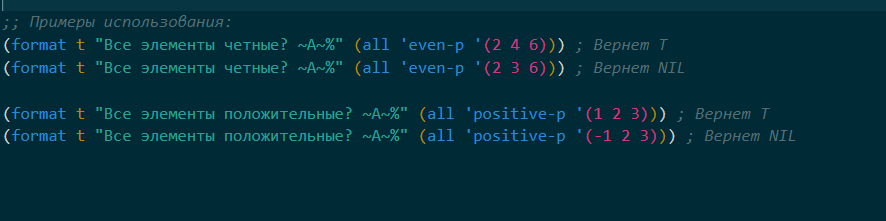 ;; Примеры использования:
(format t "Все элементы четные? ~A~%" (all 'even-p '(2 4 6))) ; Вернет T
(format t "Все элементы четные? ~A~%" (all 'even-p '(2 3 6))) ; Вернет NIL
(format t "Все элементы положительные? ~A~%" (all 'positive-p '(1 2 3))) ; Вернет T
(format t "Все элементы положительные? ~A~%" (all 'positive-p '(-1 2 3))) ; Вернет NIL